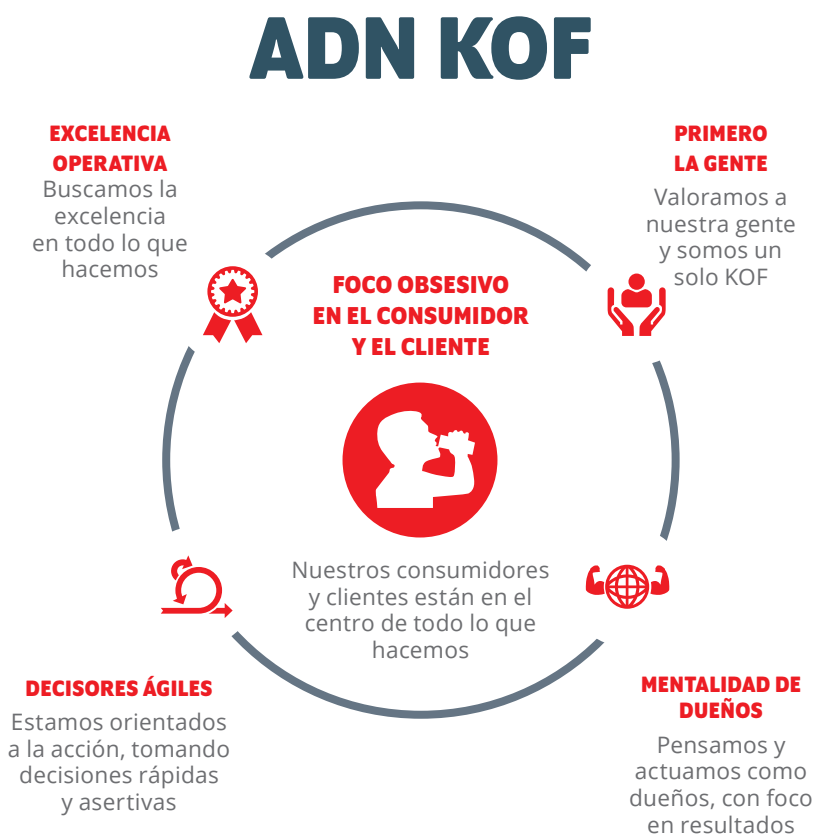 ADN KOF
EXCELENCIA
OPERATIVA
Buscamos la
excelencia
en todo lo que
hacemos
PRIMERO
LA GENTE
Valoramos a
nuestra gente
y somos un
solo KOF
FOCO OBSESIVO
EN EL CONSUMIDOR
Y EL CLIENTE
Nuestros consumidores
y clientes están en el
centro de todo lo que
hacemos
DECISORES ÁGILES
Estamos orientados
a la acción, tomando
decisiones rápidas
y asertivas
MENTALIDAD DE
DUEÑOS
Pensamos y
actuamos como
dueños, con foco
en resultados